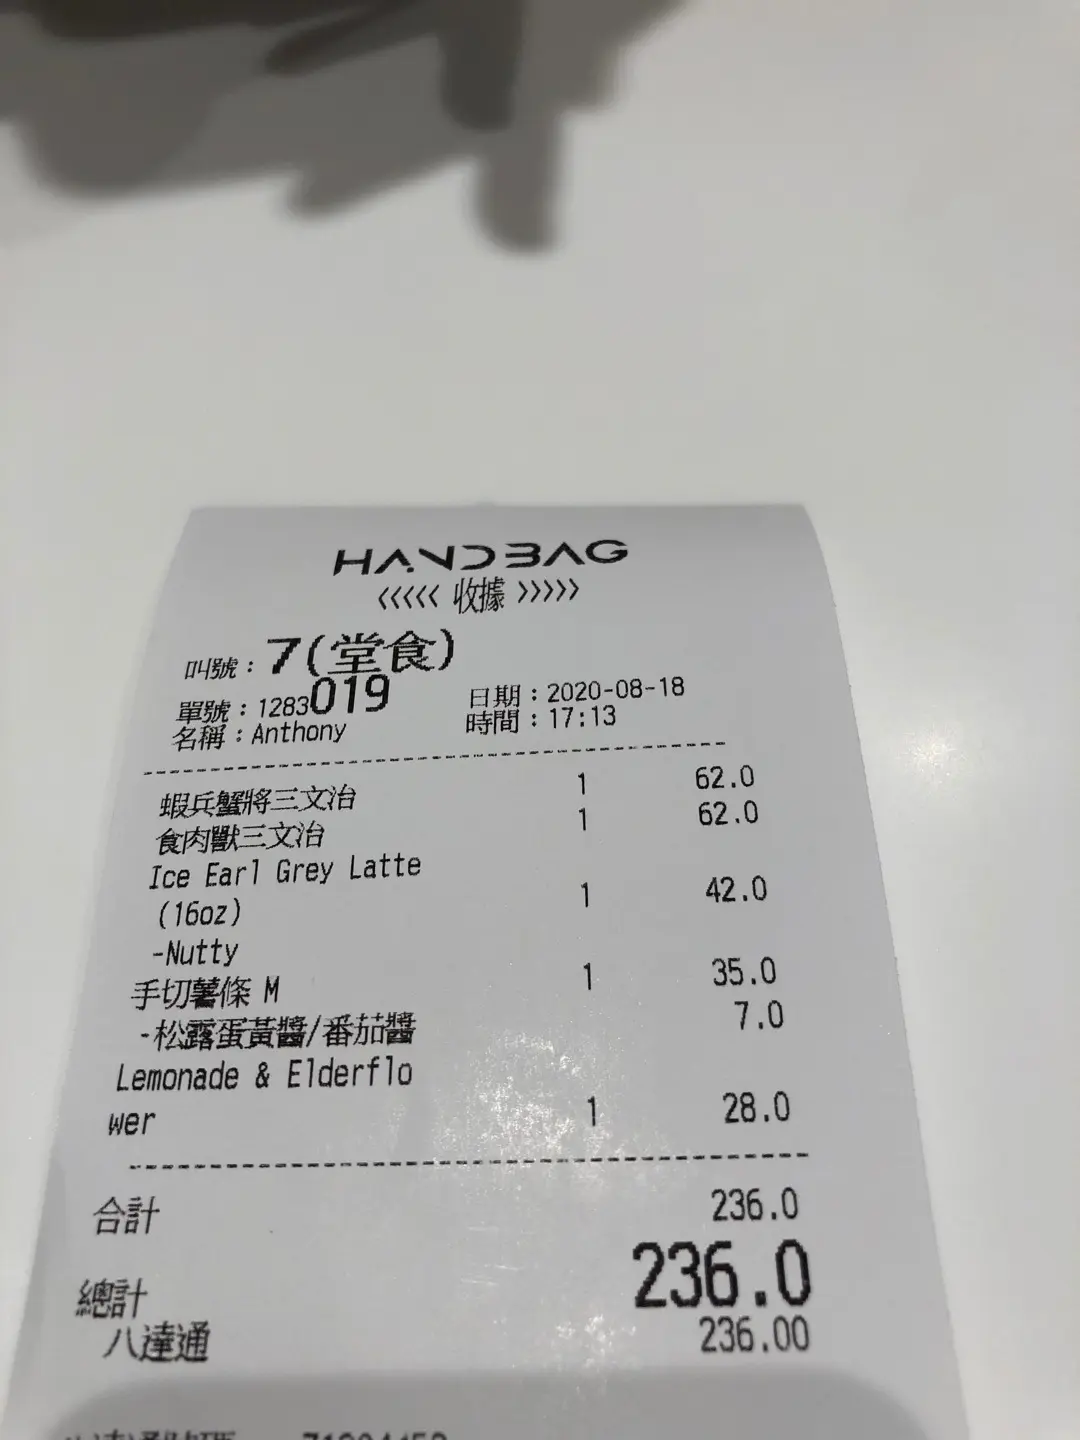 HANDBAG
<<<<< 收據 >>>>>
叫號：7(堂食)
單號：1283019 日期：2020-08-18
名稱：Anthony 時間：17:13
蝦兵蟹將三文治 1 62.0
食肉獸三文治 1 62.0
Ice Earl Grey Latte
(16oz) 1 42.0
-Nutty
手切薯條 M 1 35.0
-松露蛋黃醬/番茄醬 7.0
Lemonade & Elderflo
wer 1 28.0
合計 236.0
總計 236.0
八達通 236.00